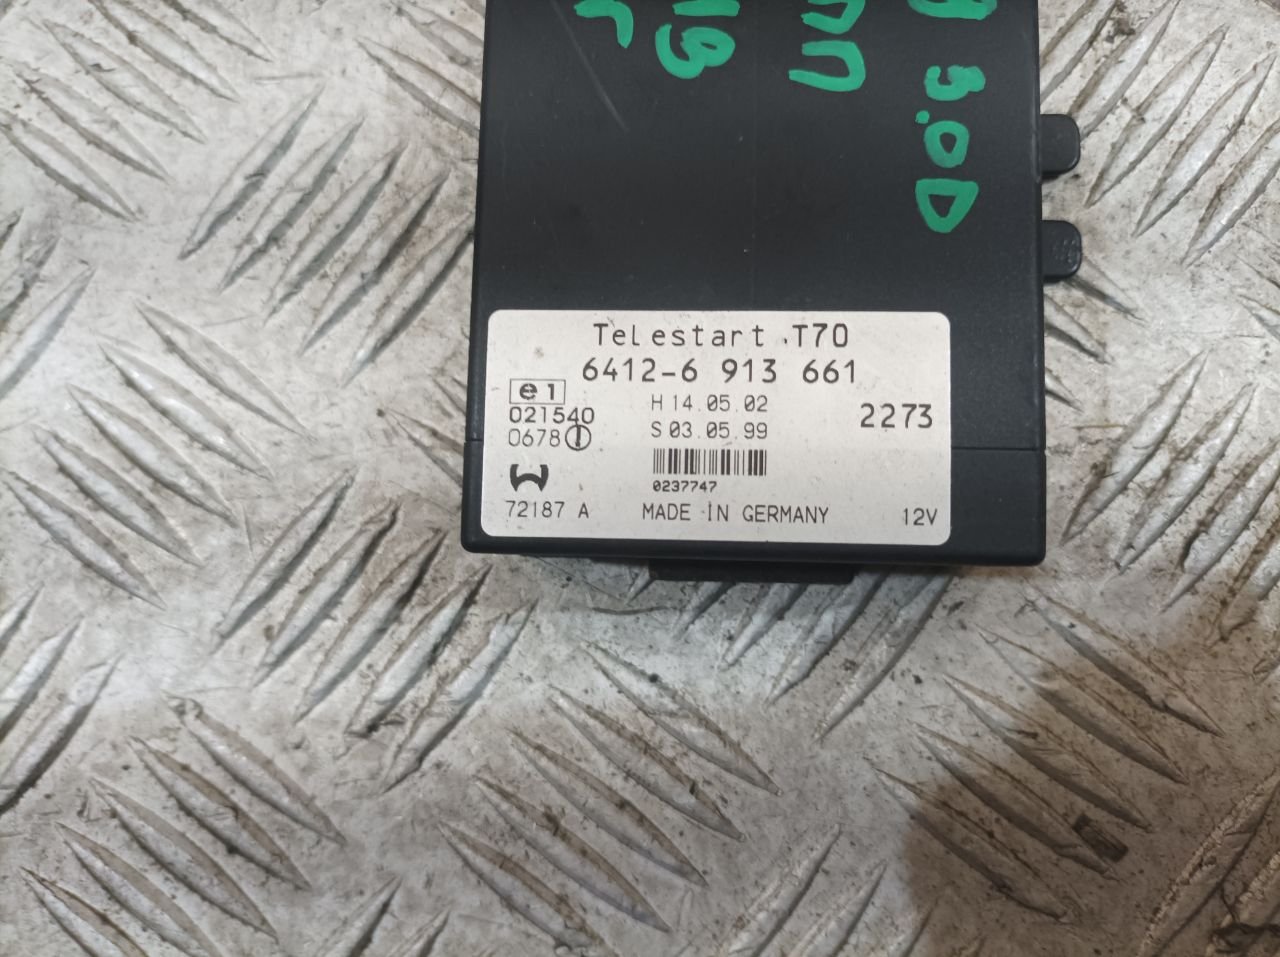 3.0D
Telestart T70
6412-6 913 661
e1
021540
0678
H 14.05.02
S 03.05.99
2273
0237747
72187 A
MADE IN GERMANY
12V